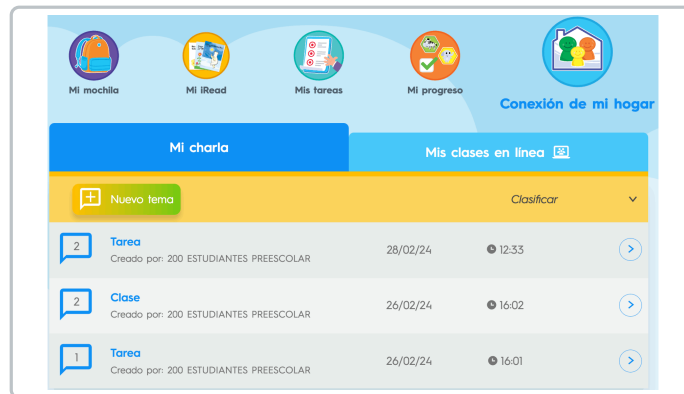 Mi mochila
Mi iRead
Mis tareas
Mi progreso
Conexión de mi hogar
Mi charla
Mis clases en línea
Nuevo tema
Clasificar
2
Tarea
Creado por: 200 ESTUDIANTES PREESCOLAR
28/02/24
12:33
2
Clase
Creado por: 200 ESTUDIANTES PREESCOLAR
26/02/24
16:02
1
Tarea
Creado por: 200 ESTUDIANTES PREESCOLAR
26/02/24
16:01